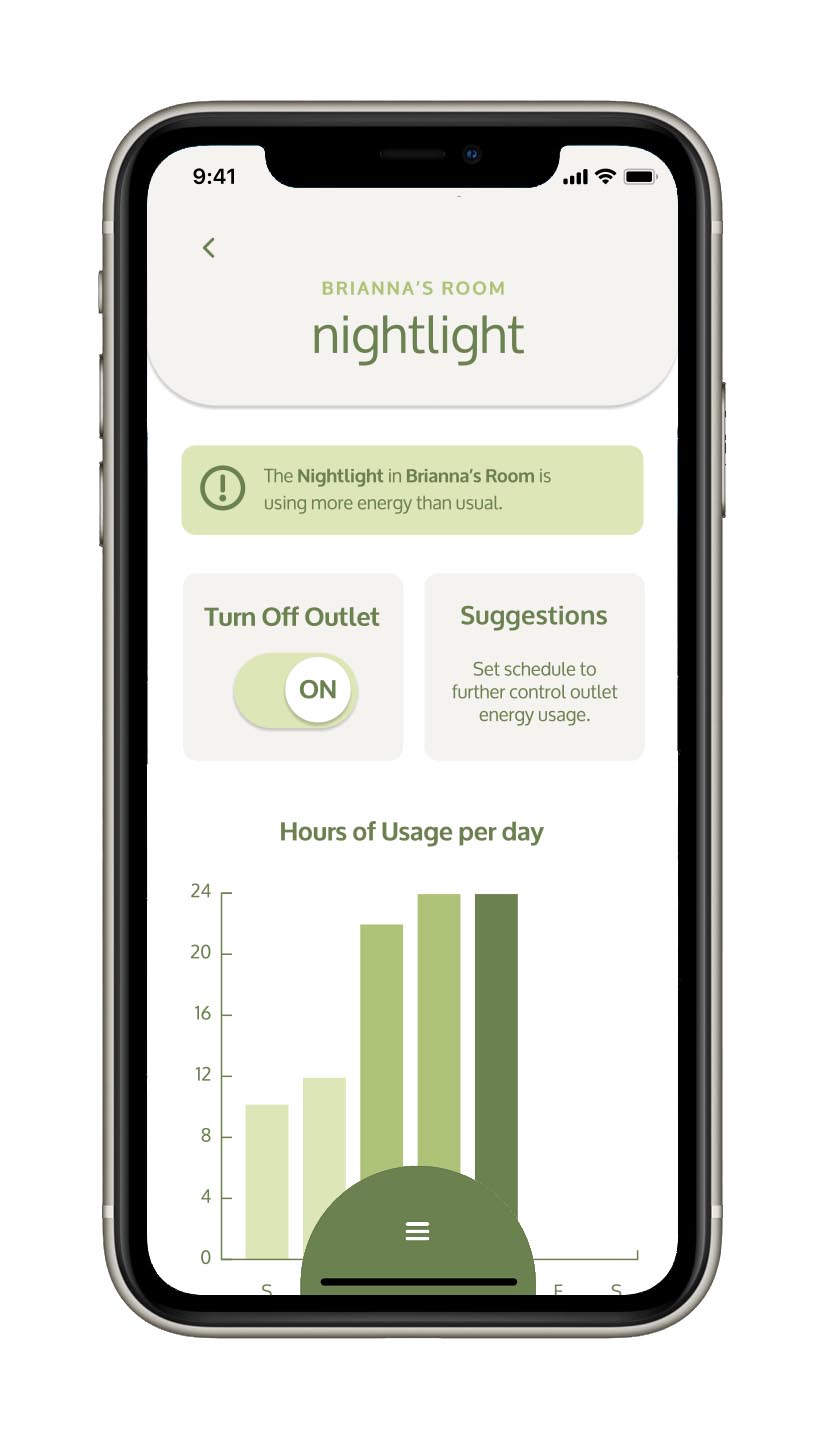 9:41
BRIANNA'S ROOM
nightlight
The Nightlight in Brianna's Room is
using more energy than usual.
Turn Off Outlet
ON
Suggestions
Set schedule to
further control outlet
energy usage.
Hours of Usage per day
24
20
16
12
8
4
0
S F S